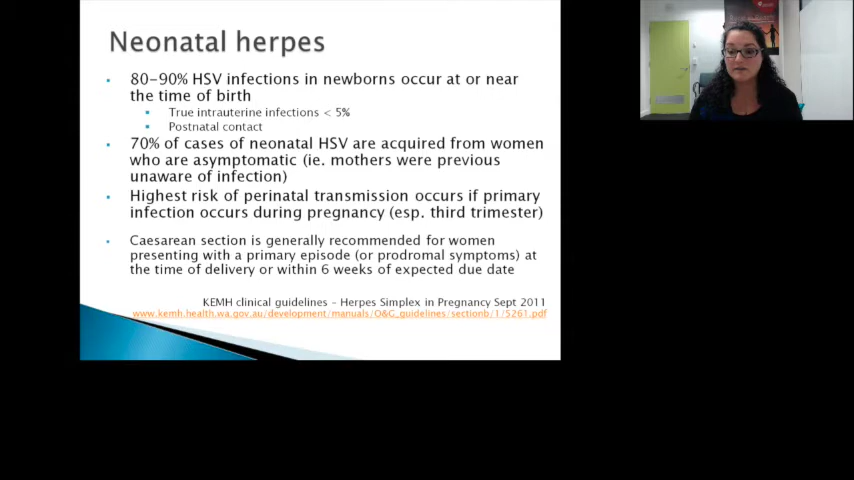 Neonatal herpes
80-90% HSV infections in newborns occur at or near
the time of birth
True intrauterine infections < 5%
Postnatal contact
70% of cases of neonatal HSV are acquired from women
who are asymptomatic (ie. mothers were previous
unaware of infection)
Highest risk of perinatal transmission occurs if primary
infection occurs during pregnancy (esp. third trimester)
Caesarean section is generally recommended for women
presenting with a primary episode (or prodromal symptoms) at
the time of delivery or within 6 weeks of expected due date
KEMH clinical guidelines - Herpes Simplex in Pregnancy Sept 2011
www.kemh.health.wa.gov.au/development/manuals/O&G_guidelines/sectionb/1/5261.pdf